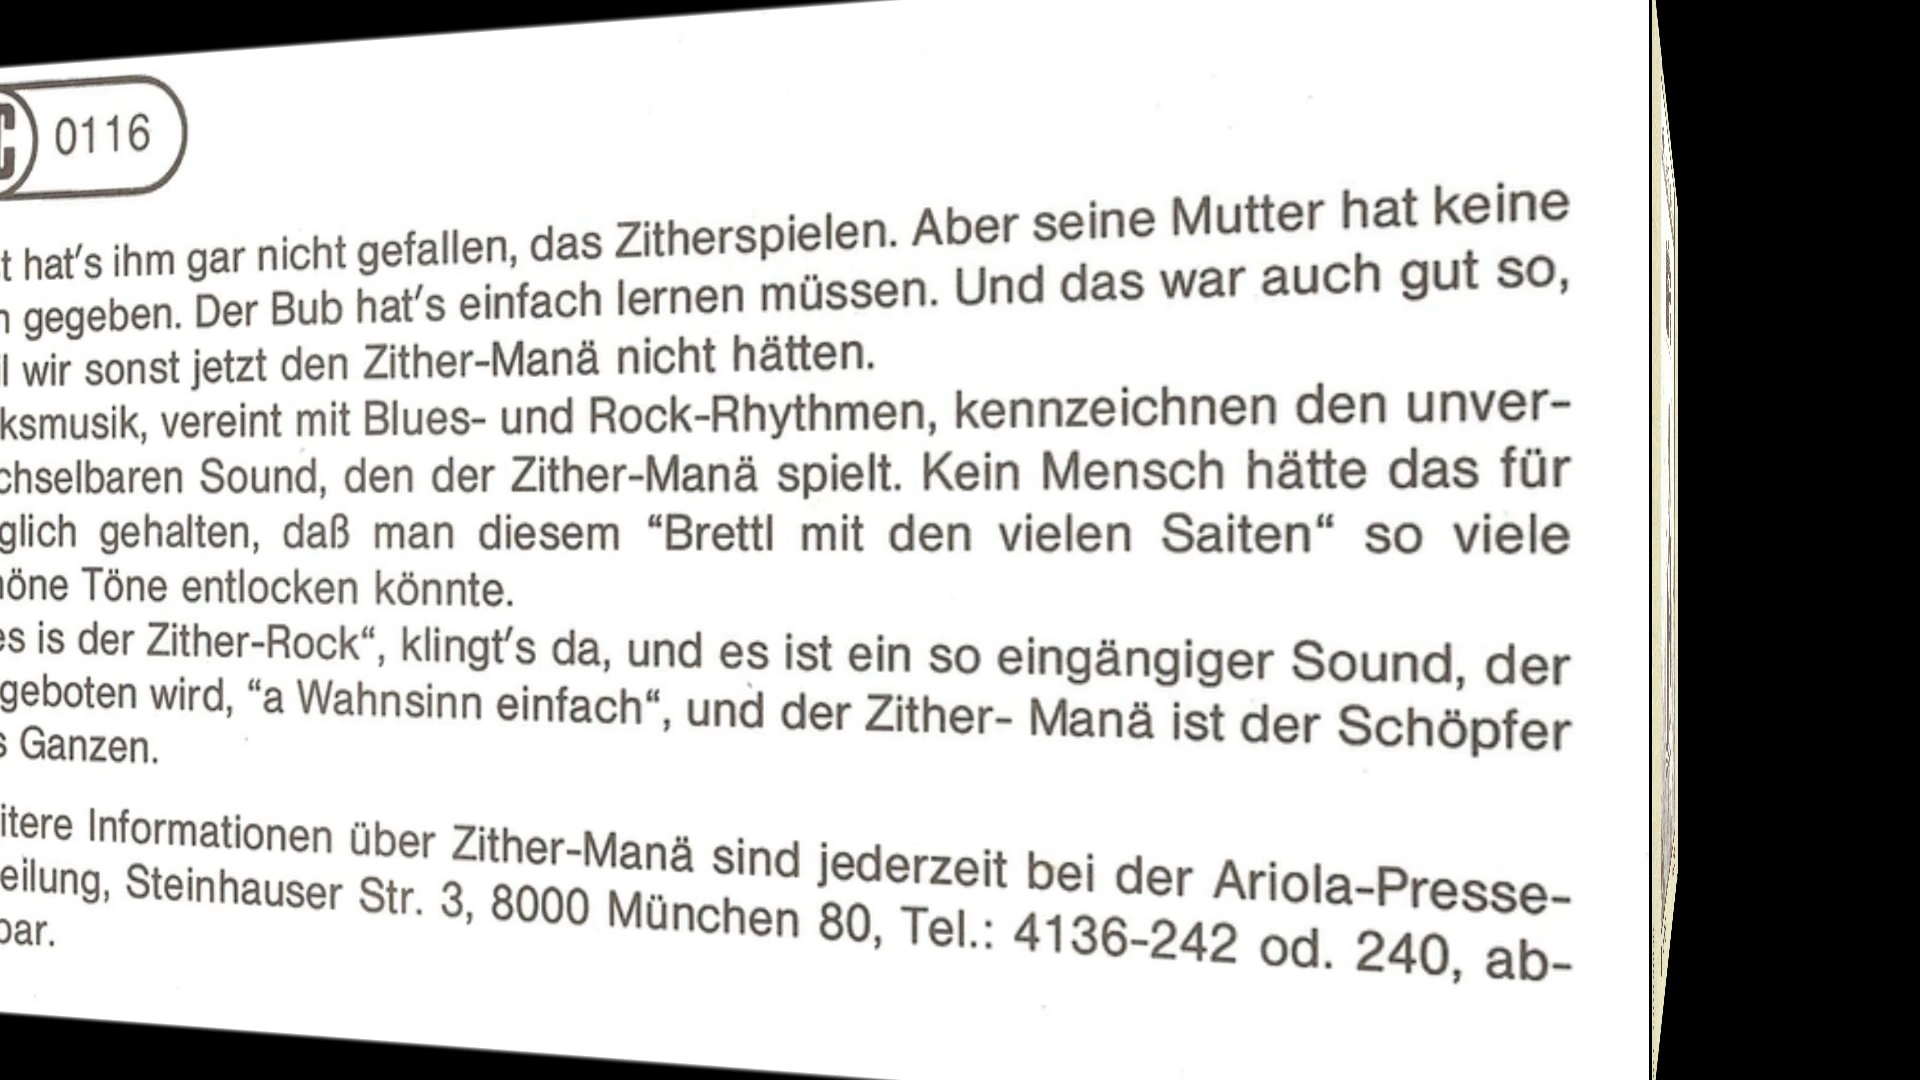 0116
hat's ihm gar nicht gefallen, das Zitherspielen. Aber seine Mutter hat keine
gegeben. Der Bub hat's einfach lernen müssen. Und das war auch gut so,
wir sonst jetzt den Zither-Manä nicht hätten.
ksmusik, vereint mit Blues- und Rock-Rhythmen, kennzeichnen den unver-
chselbaren Sound, den der Zither-Manä spielt. Kein Mensch hätte das für
glich gehalten, daß man diesem “Brettl mit den vielen Saiten“ so viele
höne Töne entlocken könnte.
es is der Zither-Rock“, klingt's da, und es ist ein so eingängiger Sound, der
geboten wird, “a Wahnsinn einfach“, und der Zither- Manä ist der Schöpfer
s Ganzen.
itere Informationen über Zither-Manä sind jederzeit bei der Ariola-Presse-
eilung, Steinhauser Str. 3, 8000 München 80, Tel.: 4136-242 od. 240, ab-
bar.